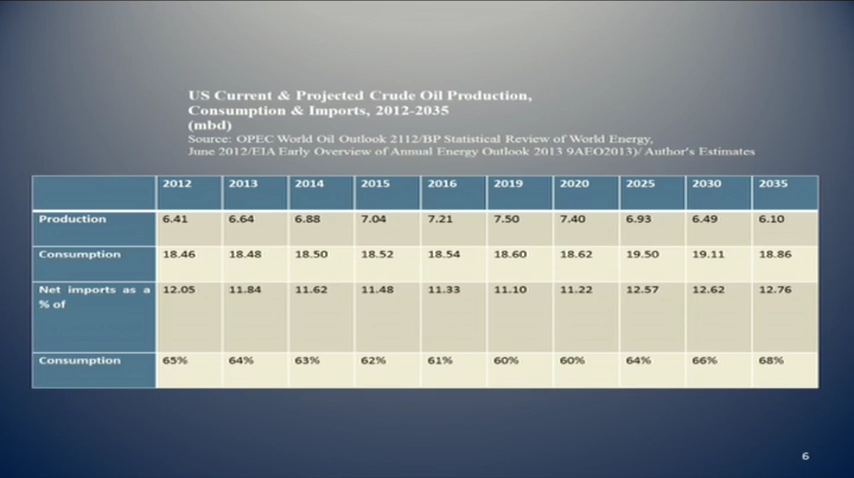 US Current & Projected Crude Oil Production,
Consumption & Imports, 2012-2035
(mbd)
Source: OPEC World Oil Outlook 2112/BP Statistical Review of World Energy,
June 2012/EIA Early Overview of Annual Energy Outlook 2013 9AEO2013)/ Author's Estimates
2012 2013 2014 2015 2016 2019 2020 2025 2030 2035
Production 6.41 6.64 6.88 7.04 7.21 7.50 7.40 6.93 6.49 6.10
Consumption 18.46 18.48 18.50 18.52 18.54 18.60 18.62 19.50 19.11 18.86
Net imports as a 12.05 11.84 11.62 11.48 11.33 11.10 11.22 12.57 12.62 12.76
% of
Consumption 65% 64% 63% 62% 61% 60% 60% 64% 66% 68%
6